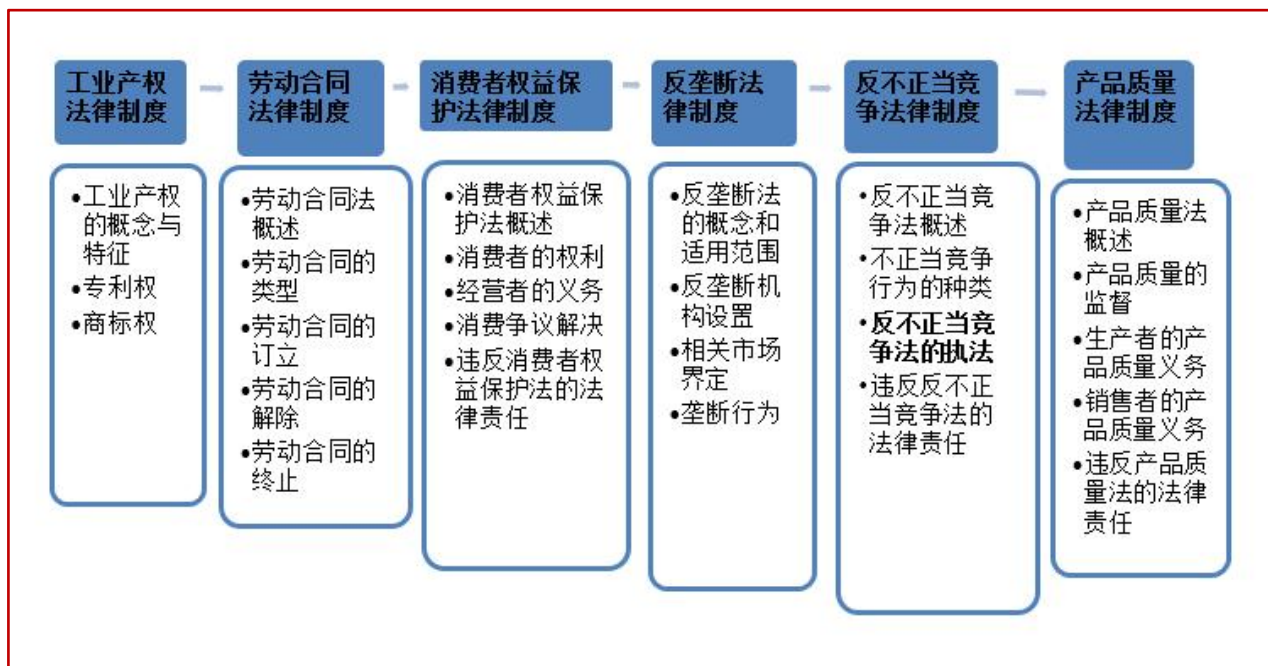 工业产权
法律制度
•工业产权
的概念与
特征
•专利权
•商标权
劳动合同
法律制度
•劳动合同法
概述
•劳动合同的
类型
•劳动合同的
订立
•劳动合同的
解除
•劳动合同的
终止
消费者权益保
护法律制度
•消费者权益保
护法概述
•消费者的权利
•经营者的义务
•消费争议解决
•违反消费者权
益保护法的法
律责任
反垄断法
律制度
•反垄断法
的概念和
适用范围
•反垄断机
构设置
•相关市场
界定
•垄断行为
反不正当竞
争法律制度
•反不正当竞
争法概述
•不正当竞争
行为的种类
•反不正当竞
争法的执法
•违反反不正
当竞争法的
法律责任
产品质量
法律制度
•产品质量法
概述
•产品质量的
监督
•生产者的产
品质量义务
•销售者的产
品质量义务
•违反产品质
量法的法律
责任